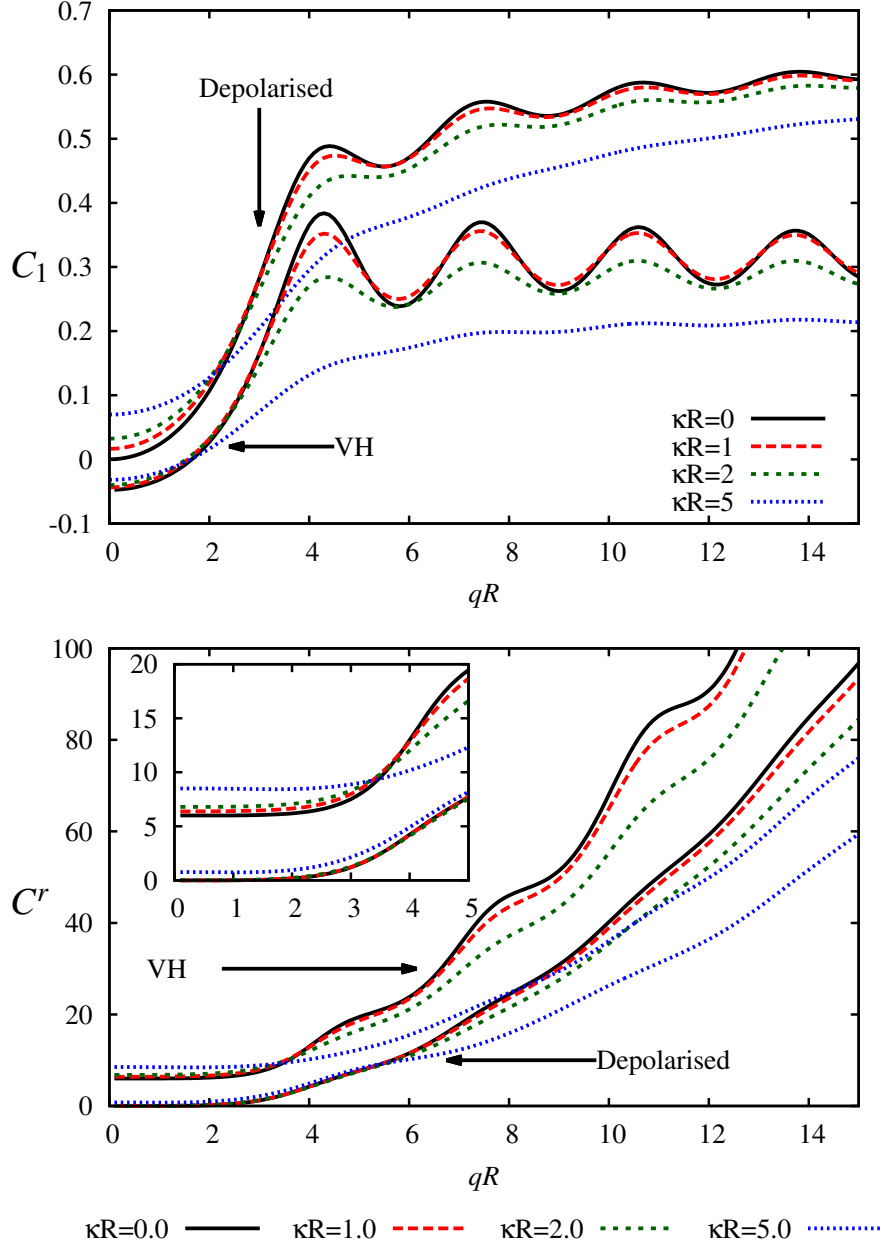 0.7
0.6
0.5
0.4
0.3
0.2
0.1
0
-0.1
C₁
Depolarised
VH
κR=0
κR=1
κR=2
κR=5
0 2 4 6 8 10 12 14
qR
100
80
60
40
20
0
Cʳ
20
15
10
5
0
0 1 2 3 4 5
VH
Depolarised
0 2 4 6 8 10 12 14
qR
κR=0.0 κR=1.0 κR=2.0 κR=5.0